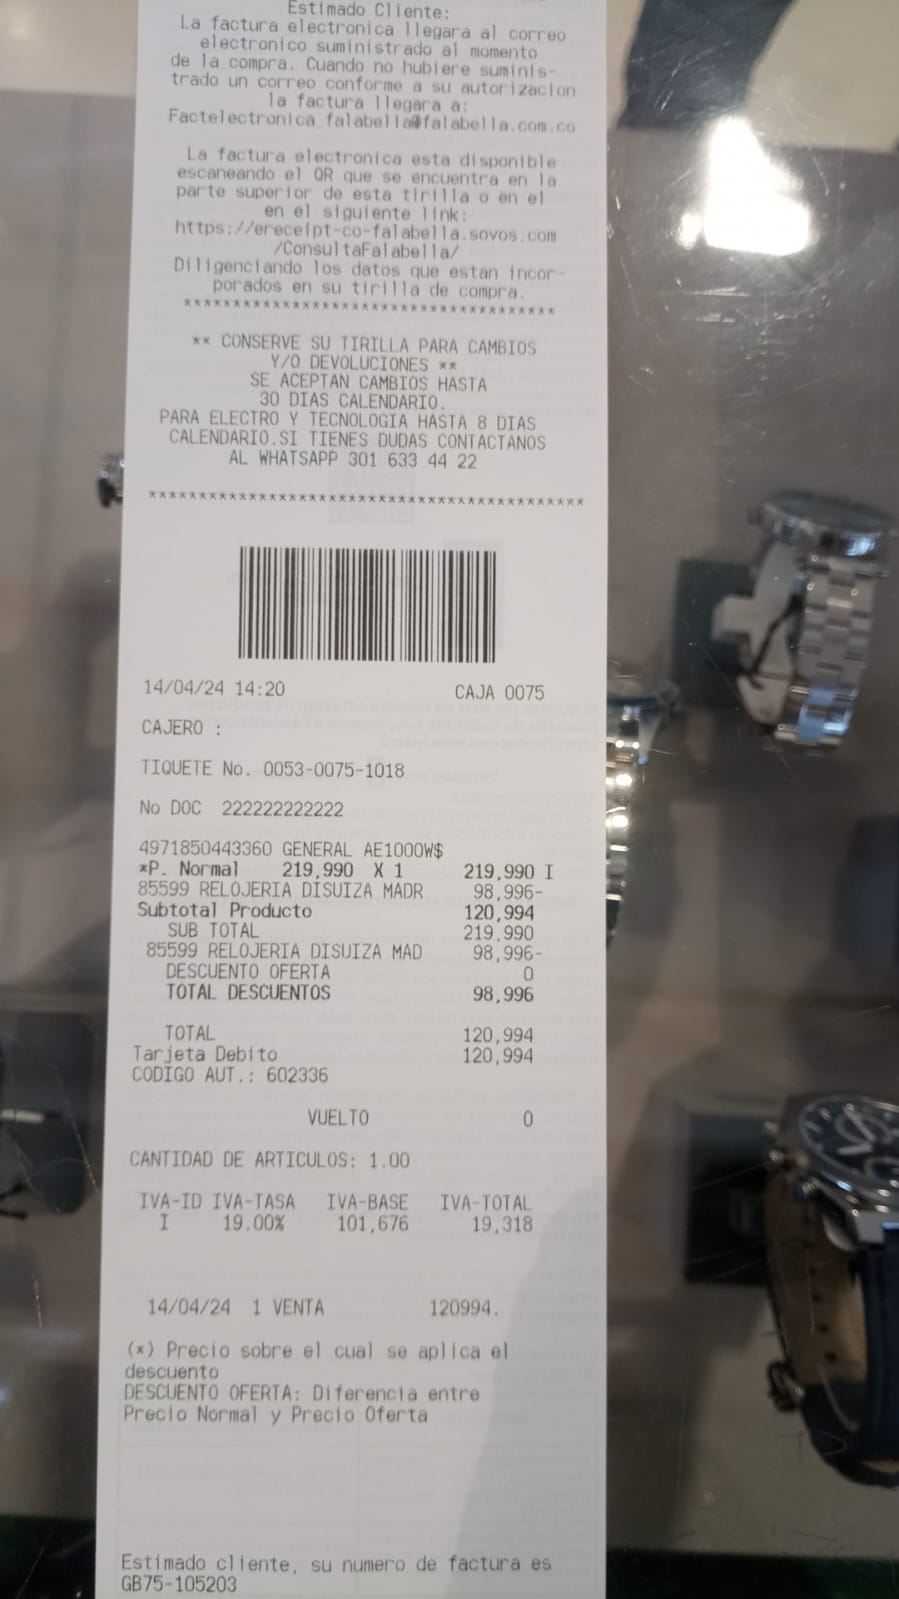 Estimado Cliente:
La factura electronica llegara al correo
electronico suministrado al momento
de la compra. Cuando no hubiere suminis-
trado un correo conforme a su autorizacion
la factura llegara a:
Factelectronica_falabella@falabella.com.co
La factura electronica esta disponible
escaneando el QR que se encuentra en la
parte superior de esta tirilla o en el
en el siguiente link:
https://ereceipt-co-falabella.sovos.com
/ConsultaFalabella/
Diligenciando los datos que estan incor-
porados en su tirilla de compra.
*************************************
** CONSERVE SU TIRILLA PARA CAMBIOS
Y/O DEVOLUCIONES **
SE ACEPTAN CAMBIOS HASTA
30 DIAS CALENDARIO.
PARA ELECTRO Y TECNOLOGIA HASTA 8 DIAS
CALENDARIO.SI TIENES DUDAS CONTACTANOS
AL WHATSAPP 301 633 44 22
*******************************************
14/04/24 14:20 CAJA 0075
CAJERO :
TIQUETE No. 0053-0075-1018
No DOC 222222222222
4971850443360 GENERAL AE1000W$
*P. Normal 219,990 X 1 219,990 I
85599 RELOJERIA DISUIZA MADR 98,996-
Subtotal Producto 120,994
SUB TOTAL 219,990
85599 RELOJERIA DISUIZA MAD 98,996-
DESCUENTO OFERTA 0
TOTAL DESCUENTOS 98,996
TOTAL 120,994
Tarjeta Debito 120,994
CODIGO AUT.: 602336
VUELTO 0
CANTIDAD DE ARTICULOS: 1.00
IVA-ID IVA-TASA IVA-BASE IVA-TOTAL
I 19.00% 101,676 19,318
14/04/24 1 VENTA 120994.
(*) Precio sobre el cual se aplica el
descuento
DESCUENTO OFERTA: Diferencia entre
Precio Normal y Precio Oferta
Estimado cliente, su numero de factura es
GB75-105203